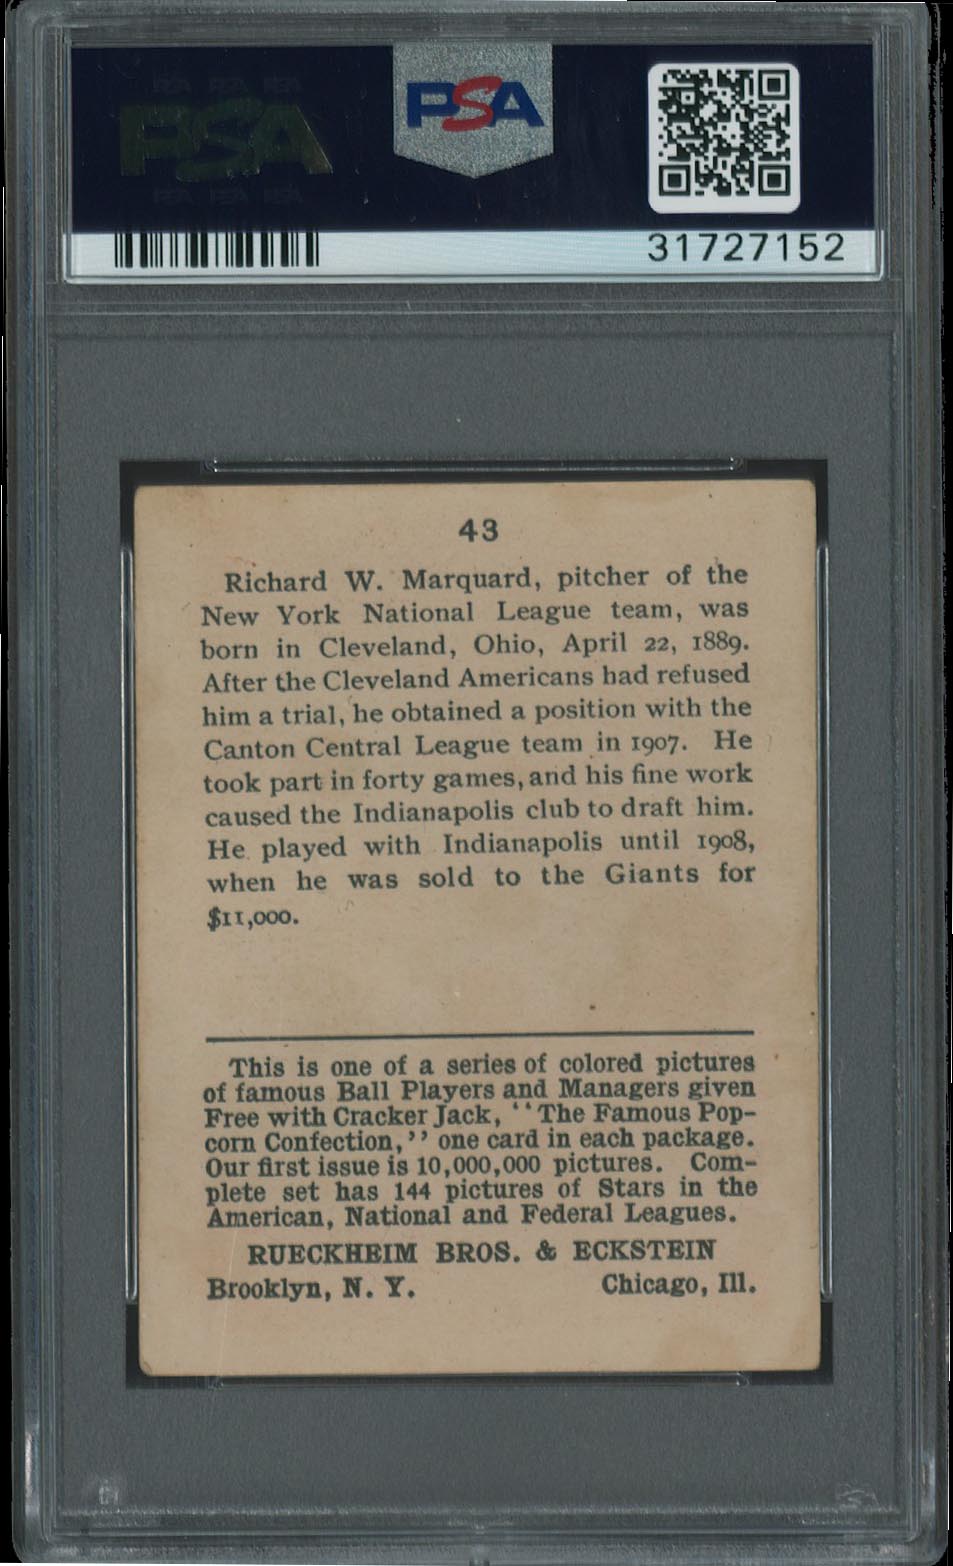 PSA PSA PSA
PSA
PSA PSA PSA
PSA
31727152
43
Richard W. Marquard, pitcher of the
New York National League team, was
born in Cleveland, Ohio, April 22, 1889.
After the Cleveland Americans had refused
him a trial, he obtained a position with the
Canton Central League team in 1907. He
took part in forty games, and his fine work
caused the Indianapolis club to draft him.
He played with Indianapolis until 1908,
when he was sold to the Giants for
$11,000.
This is one of a series of colored pictures
of famous Ball Players and Managers given
Free with Cracker Jack, "The Famous Pop-
corn Confection," one card in each package.
Our first issue is 10,000,000 pictures. Com-
plete set has 144 pictures of Stars in the
American, National and Federal Leagues.
RUECKHEIM BROS. & ECKSTEIN
Brooklyn, N. Y. Chicago, Ill.